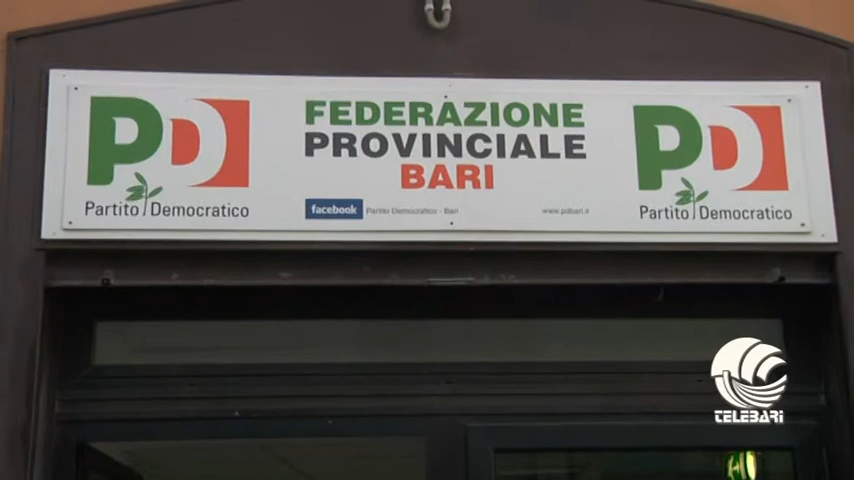 PD
Partito Democratico
FEDERAZIONE
PROVINCIALE
BARI
facebook Partito Democratico - Bari
www.pdbari.it
PD
Partito Democratico
TELEBARI